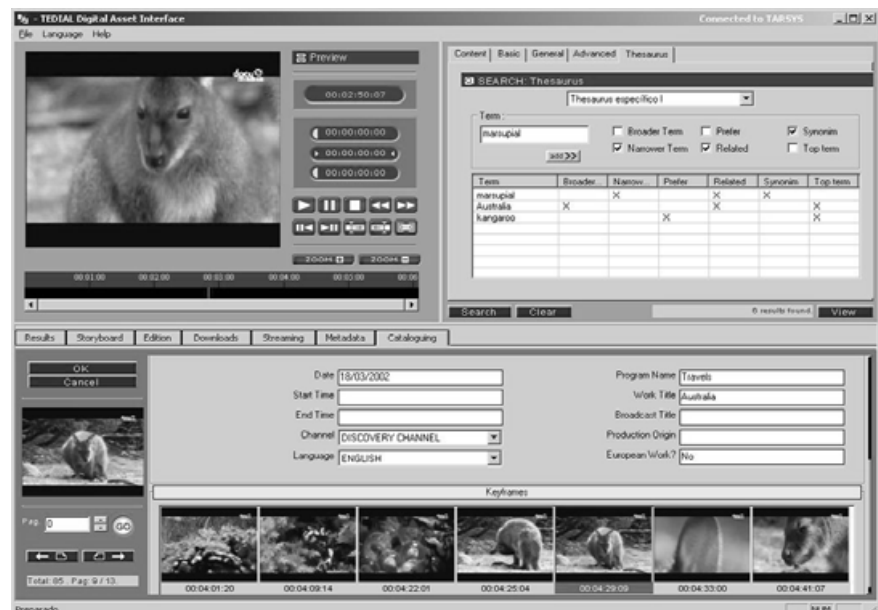 - TEDIAL Digital Asset Interface
Connected to TARSYS
File Language Help
Preview
00:02:50:07
00:00:00:00
00:00:00:00
00:00:00:00
ZOOM
ZOOM
00:01:00 00:02:00 00:03:00 00:04:00 00:05:00 00:06
Content Basic General Advanced Thesaurus
SEARCH: Thesaurus
Thesaurus específico I
Term :
marsupial
add >>
Broader Term Prefer Synonim
Narrower Term Related Top term
Term Broader... Narrow... Prefer Related Synonim Top term
marsupial X X X
Australia X X X
kangaroo X X
Search Clear 6 results found. View
Results Storyboard Edition Downloads Streaming Metadata Cataloguing
OK
Cancel
Date 18/03/2002
Start Time
End Time
Channel DISCOVERY CHANNEL
Language ENGLISH
Program Name Travels
Work Title Australia
Broadcast Title
Production Origin
European Work? No
Keyframes
Pag. 0 GO
Total: 85 . Pag: 9 / 13.
00:04:01:20 00:04:09:14 00:04:22:01 00:04:25:04 00:04:29:09 00:04:33:00 00:04:41:07
Preparado
NUM